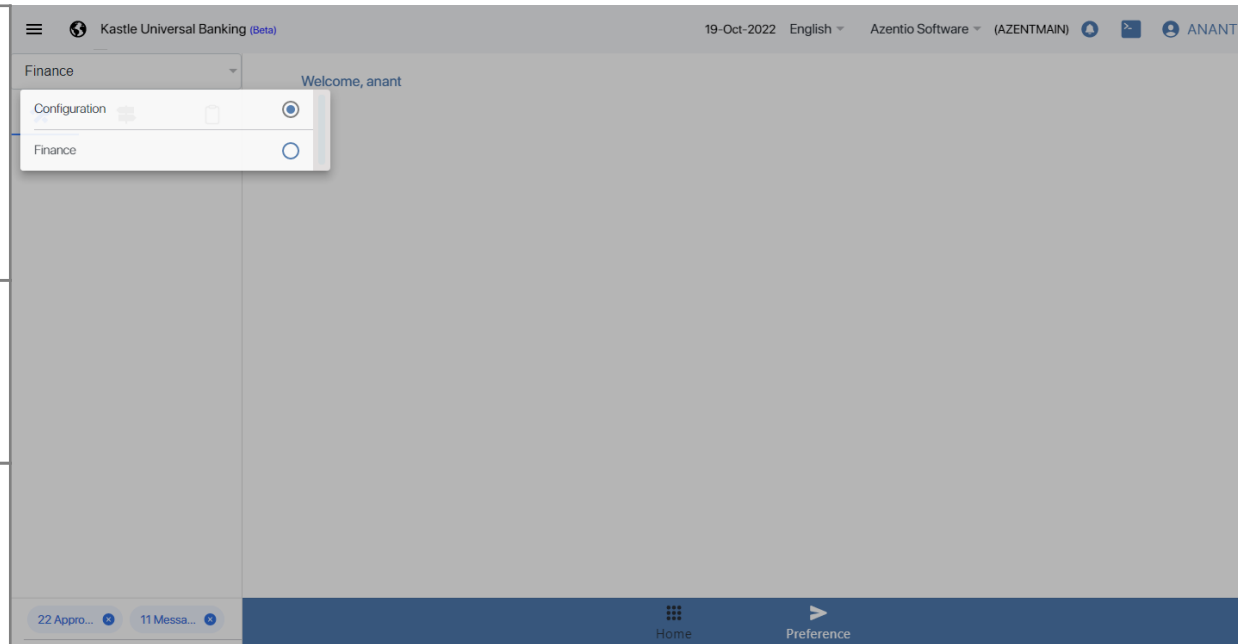 Kastle Universal Banking (Beta)
19-Oct-2022 English Azentio Software (AZENTMAIN) ANANT
Finance
Welcome, anant
Configuration
Finance
22 Appro... 11 Messa...
Home
Preference